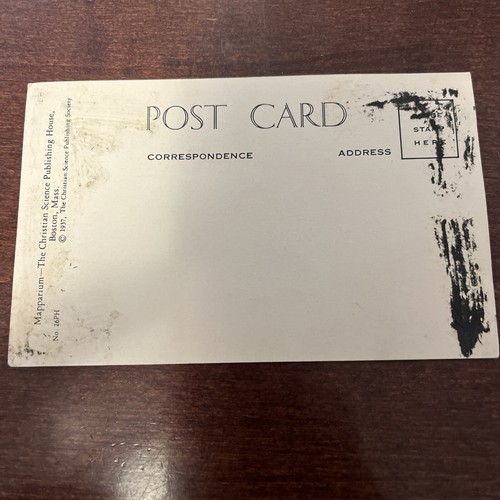 POST CARD
CORRESPONDENCE
ADDRESS
HERE
Mapparium—The Christian Science Publishing House,
Boston, Mass.
© 1937, The Christian Science Publishing Society
No. 26PH